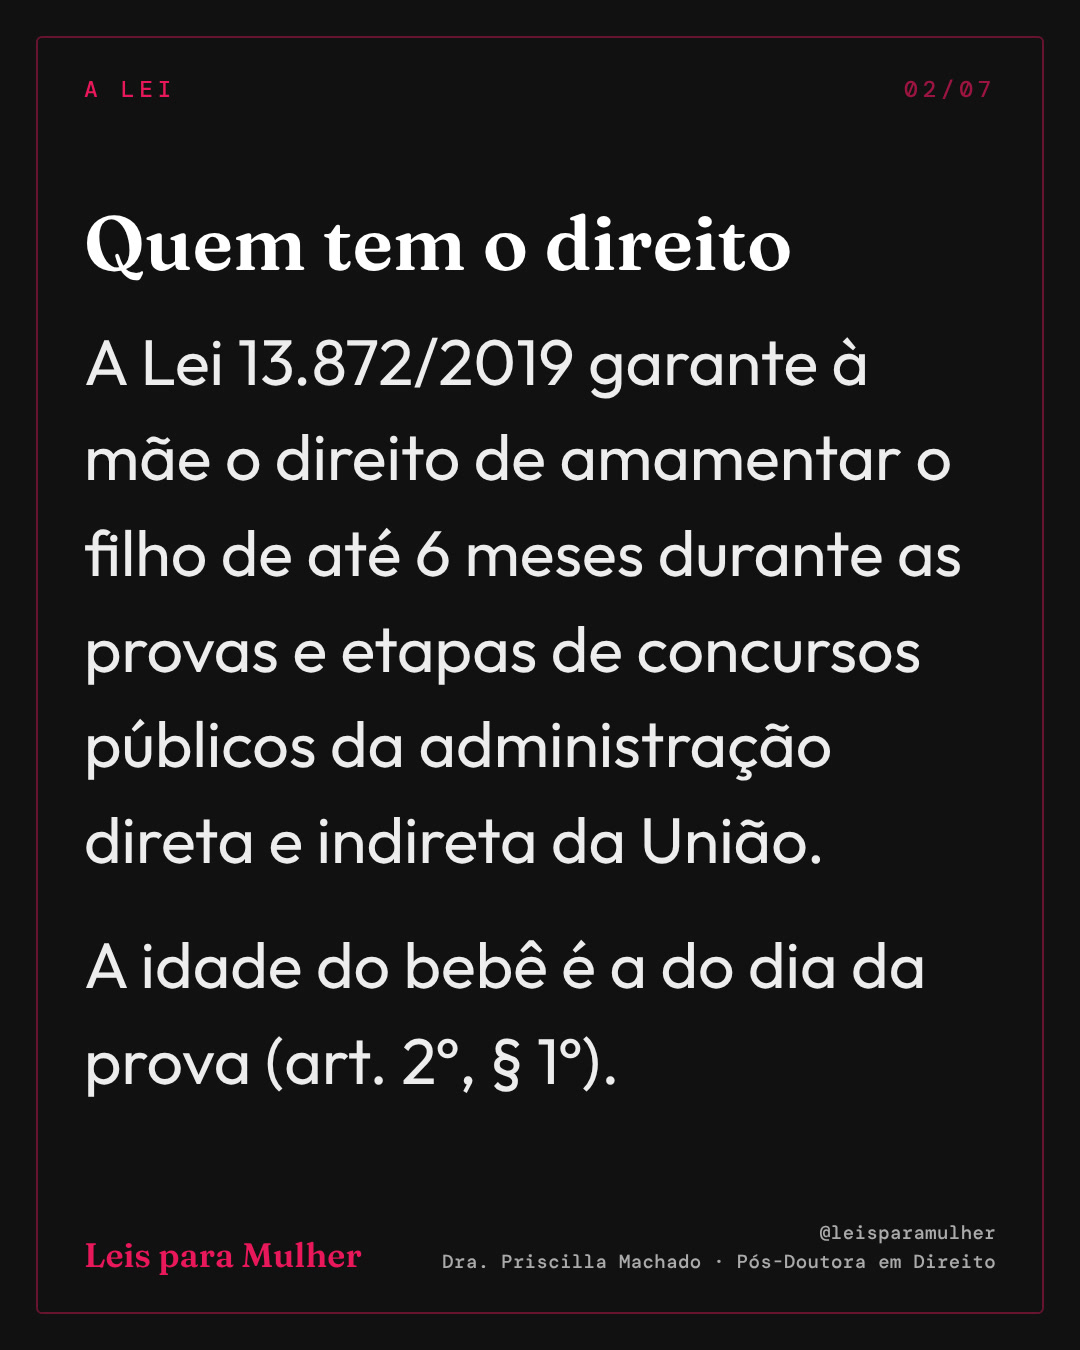 A LEI
02/07
Quem tem o direito
A Lei 13.872/2019 garante à
mãe o direito de amamentar o
filho de até 6 meses durante as
provas e etapas de concursos
públicos da administração
direta e indireta da União.
A idade do bebê é a do dia da
prova (art. 2º, § 1º).
Leis para Mulher
@leisparamulher
Dra. Priscilla Machado · Pós-Doutora em Direito